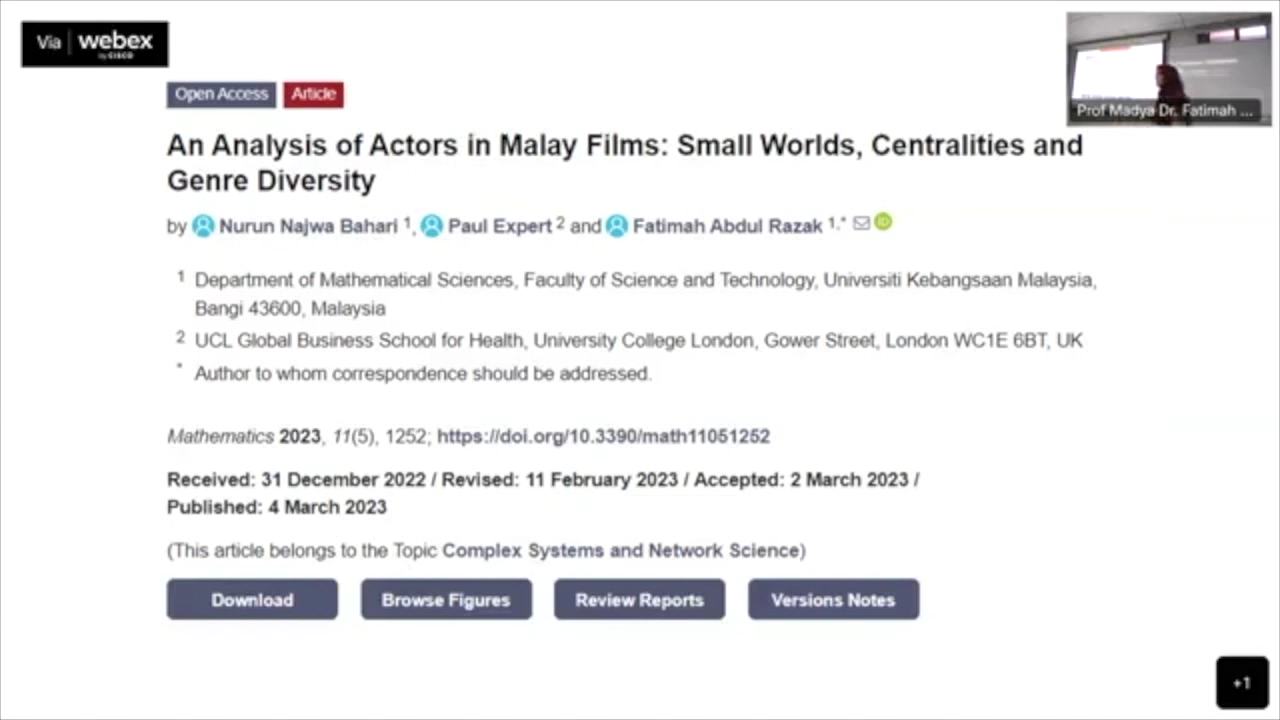 Via webex
by CISCO
Prof Madya Dr. Fatimah ...
Open Access Article
An Analysis of Actors in Malay Films: Small Worlds, Centralities and
Genre Diversity
by Nurun Najwa Bahari 1, Paul Expert 2 and Fatimah Abdul Razak 1,* iD
1 Department of Mathematical Sciences, Faculty of Science and Technology, Universiti Kebangsaan Malaysia,
Bangi 43600, Malaysia
2 UCL Global Business School for Health, University College London, Gower Street, London WC1E 6BT, UK
* Author to whom correspondence should be addressed.
Mathematics 2023, 11(5), 1252; https://doi.org/10.3390/math11051252
Received: 31 December 2022 / Revised: 11 February 2023 / Accepted: 2 March 2023 /
Published: 4 March 2023
(This article belongs to the Topic Complex Systems and Network Science)
Download Browse Figures Review Reports Versions Notes
+1